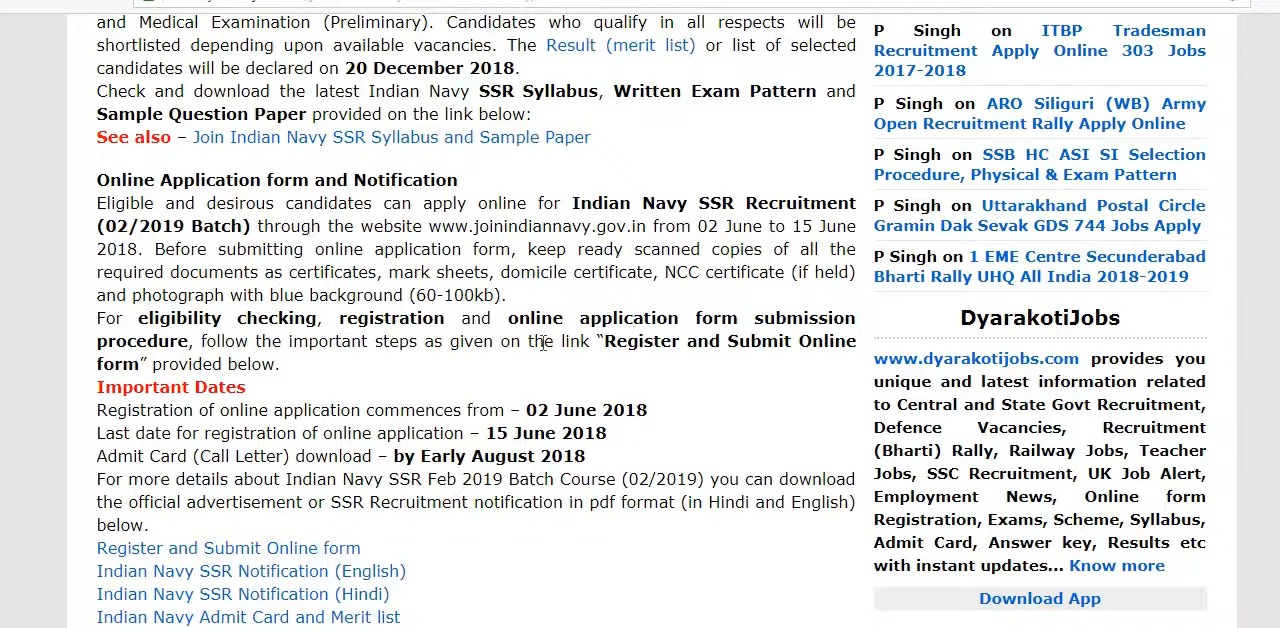 and Medical Examination (Preliminary). Candidates who qualify in all respects will be
shortlisted depending upon available vacancies. The Result (merit list) or list of selected
candidates will be declared on 20 December 2018.
Check and download the latest Indian Navy SSR Syllabus, Written Exam Pattern and
Sample Question Paper provided on the link below:
See also – Join Indian Navy SSR Syllabus and Sample Paper
Online Application form and Notification
Eligible and desirous candidates can apply online for Indian Navy SSR Recruitment
(02/2019 Batch) through the website www.joinindiannavy.gov.in from 02 June to 15 June
2018. Before submitting online application form, keep ready scanned copies of all the
required documents as certificates, mark sheets, domicile certificate, NCC certificate (if held)
and photograph with blue background (60-100kb).
For eligibility checking, registration and online application form submission
procedure, follow the important steps as given on the link “Register and Submit Online
form” provided below.
Important Dates
Registration of online application commences from – 02 June 2018
Last date for registration of online application – 15 June 2018
Admit Card (Call Letter) download – by Early August 2018
For more details about Indian Navy SSR Feb 2019 Batch Course (02/2019) you can download
the official advertisement or SSR Recruitment notification in pdf format (in Hindi and English)
below.
Register and Submit Online form
Indian Navy SSR Notification (English)
Indian Navy SSR Notification (Hindi)
Indian Navy Admit Card and Merit list
P Singh on ITBP Tradesman
Recruitment Apply Online 303 Jobs
2017-2018
P Singh on ARO Siliguri (WB) Army
Open Recruitment Rally Apply Online
P Singh on SSB HC ASI SI Selection
Procedure, Physical & Exam Pattern
P Singh on Uttarakhand Postal Circle
Gramin Dak Sevak GDS 744 Jobs Apply
P Singh on 1 EME Centre Secunderabad
Bharti Rally UHQ All India 2018-2019
DyarakotiJobs
www.dyarakotijobs.com provides you
unique and latest information related
to Central and State Govt Recruitment,
Defence Vacancies, Recruitment
(Bharti) Rally, Railway Jobs, Teacher
Jobs, SSC Recruitment, UK Job Alert,
Employment News, Online form
Registration, Exams, Scheme, Syllabus,
Admit Card, Answer key, Results etc
with instant updates... Know more
Download App